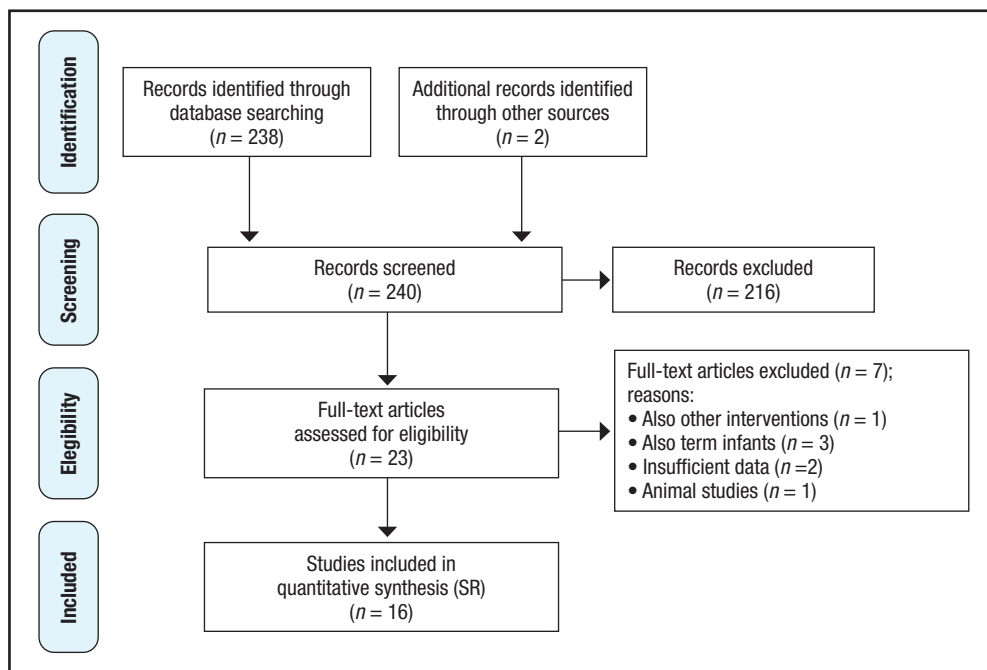 Identification
Records identified through
database searching
(n = 238)
Additional records identified
through other sources
(n = 2)
Screening
Records screened
(n = 240)
Records excluded
(n = 216)
Elegibility
Full-text articles
assessed for eligibility
(n = 23)
Full-text articles excluded (n = 7);
reasons:
• Also other interventions (n = 1)
• Also term infants (n = 3)
• Insufficient data (n =2)
• Animal studies (n = 1)
Included
Studies included in
quantitative synthesis (SR)
(n = 16)